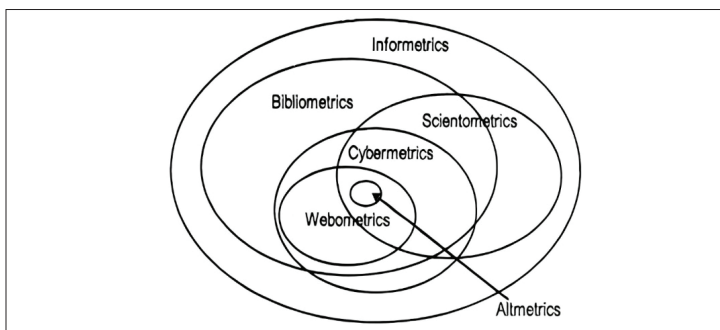 Informetrics
Bibliometrics
Scientometrics
Cybermetrics
Webometrics
Altmetrics